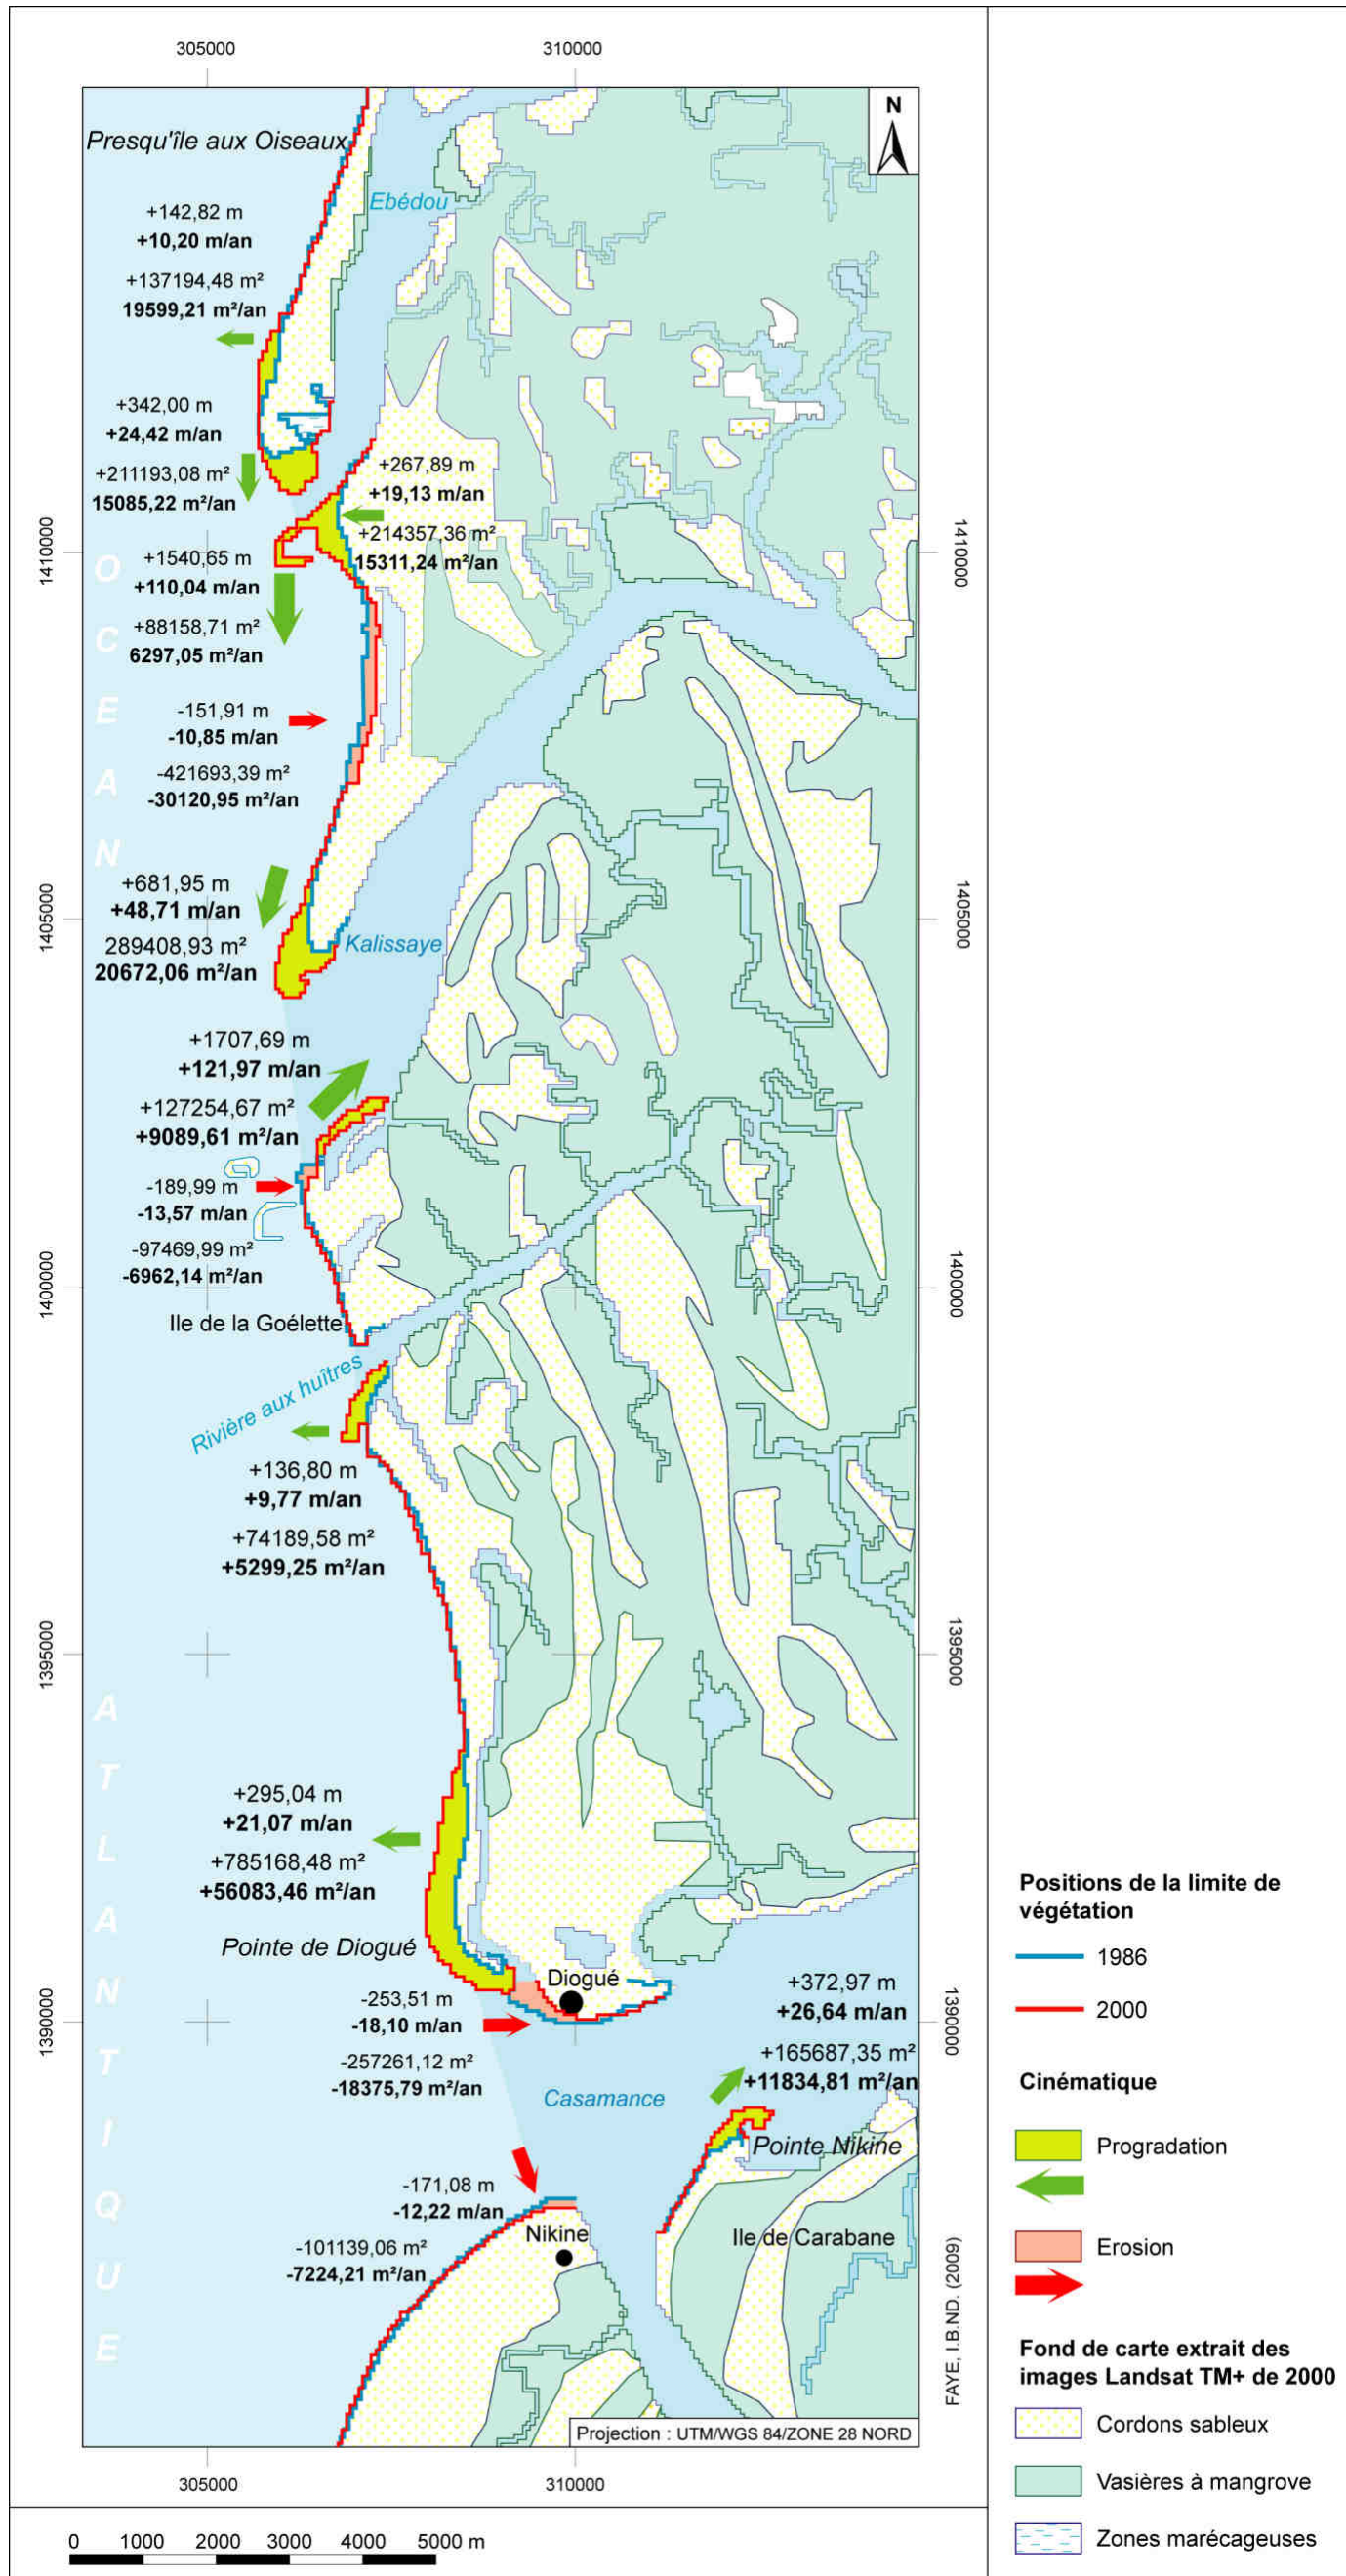 305000
310000
N
Presqu'île aux Oiseaux
Ebédou
+142,82 m
+10,20 m/an
+137194,48 m²
19599,21 m²/an
+342,00 m
+24,42 m/an
+211193,08 m²
15085,22 m²/an
+267,89 m
+19,13 m/an
+214357,36 m²
15311,24 m²/an
1410000
1410000
+1540,65 m
+110,04 m/an
+88158,71 m²
6297,05 m²/an
-151,91 m
-10,85 m/an
-421693,39 m²
-30120,95 m²/an
OCEAN
+681,95 m
+48,71 m/an
289408,93 m²
20672,06 m²/an
1405000
1405000
Kalissaye
+1707,69 m
+121,97 m/an
+127254,67 m²
+9089,61 m²/an
-189,99 m
-13,57 m/an
-97469,99 m²
-6962,14 m²/an
1400000
1400000
Ile de la Goélette
Rivière aux huîtres
+136,80 m
+9,77 m/an
+74189,58 m²
+5299,25 m²/an
1395000
1395000
ATLANTIQUE
+295,04 m
+21,07 m/an
+785168,48 m²
+56083,46 m²/an
Pointe de Diogué
Diogué
-253,51 m
-18,10 m/an
-257261,12 m²
-18375,79 m²/an
1390000
1390000
+372,97 m
+26,64 m/an
+165687,35 m²
+11834,81 m²/an
Casamance
Pointe Nikine
-171,08 m
-12,22 m/an
Nikine
-101139,06 m²
-7224,21 m²/an
Ile de Carabane
FAYE, I.B.ND. (2009)
Projection : UTM/WGS 84/ZONE 28 NORD
305000
310000
0 1000 2000 3000 4000 5000 m
Positions de la limite de
végétation
1986
2000
Cinématique
Progradation
Erosion
Fond de carte extrait des
images Landsat TM+ de 2000
Cordons sableux
Vasières à mangrove
Zones marécageuses